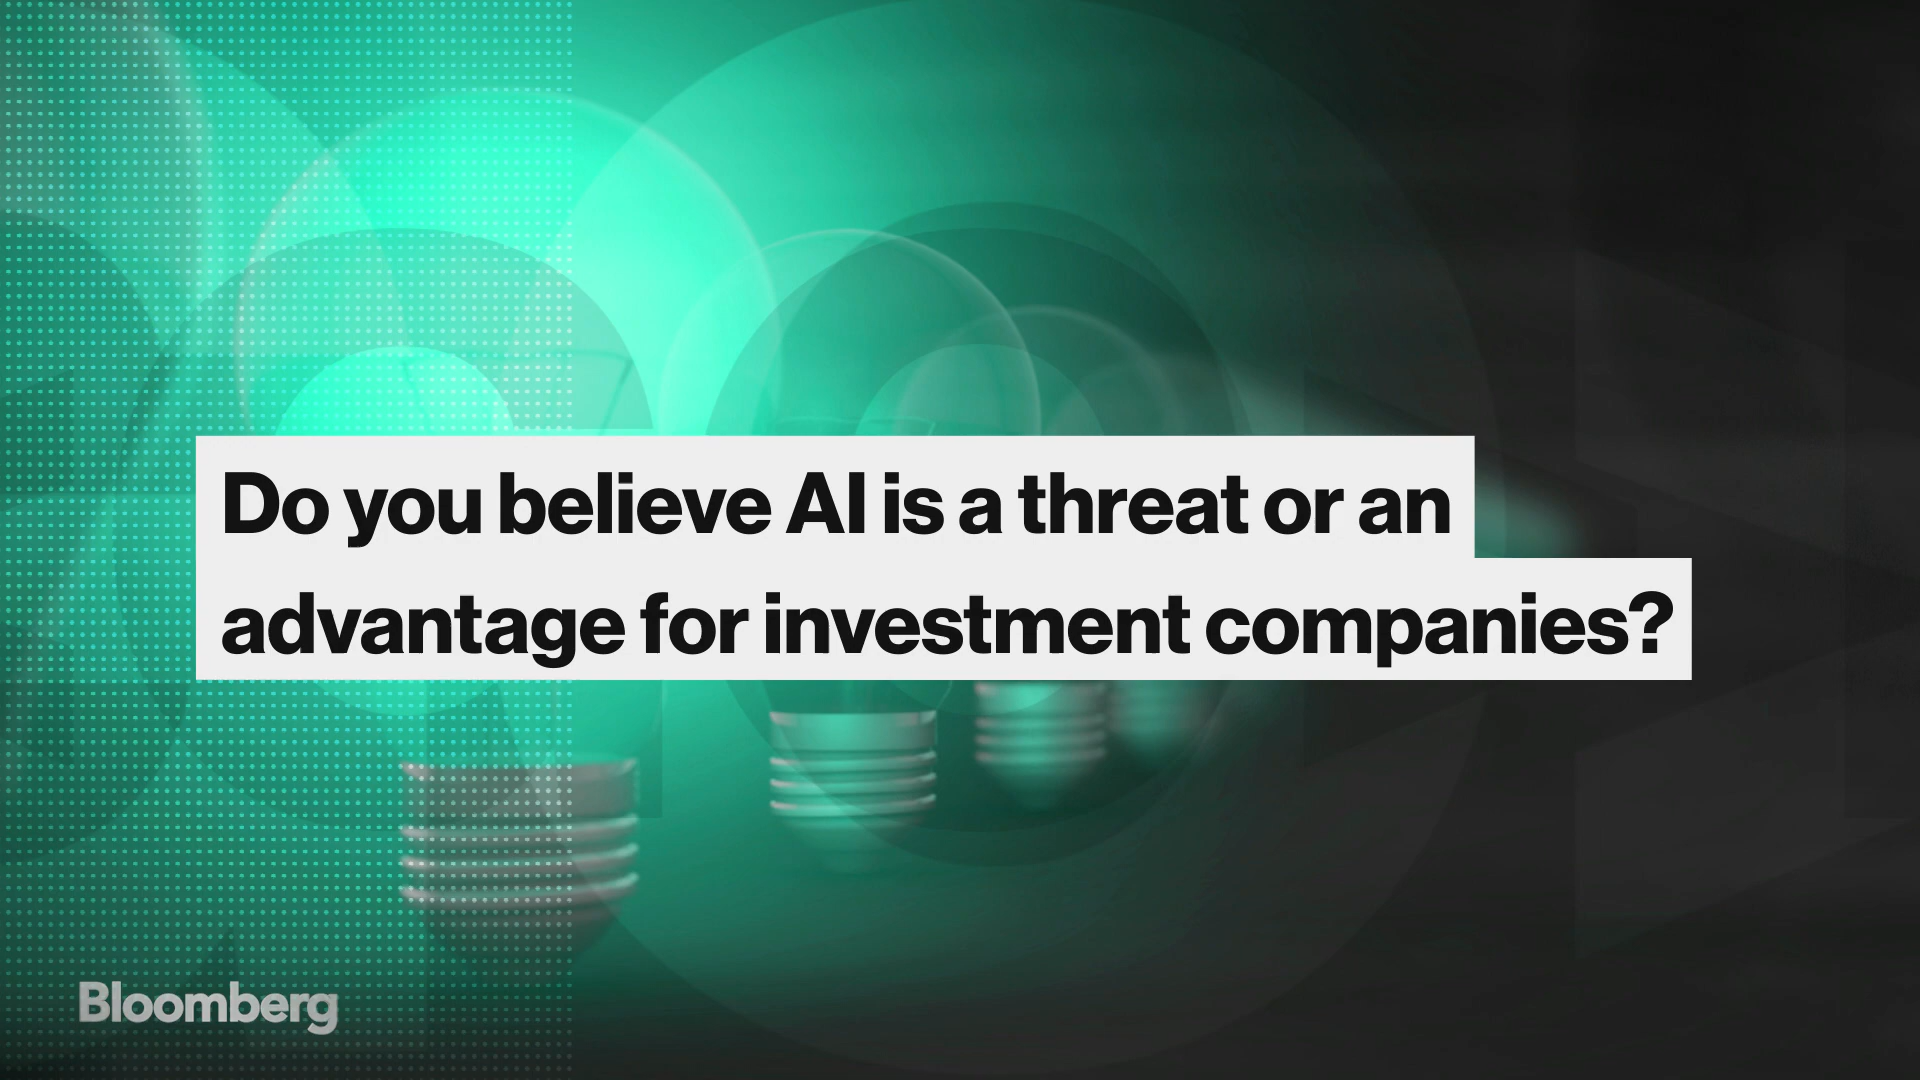 Do you believe AI is a threat or an
advantage for investment companies?
Bloomberg